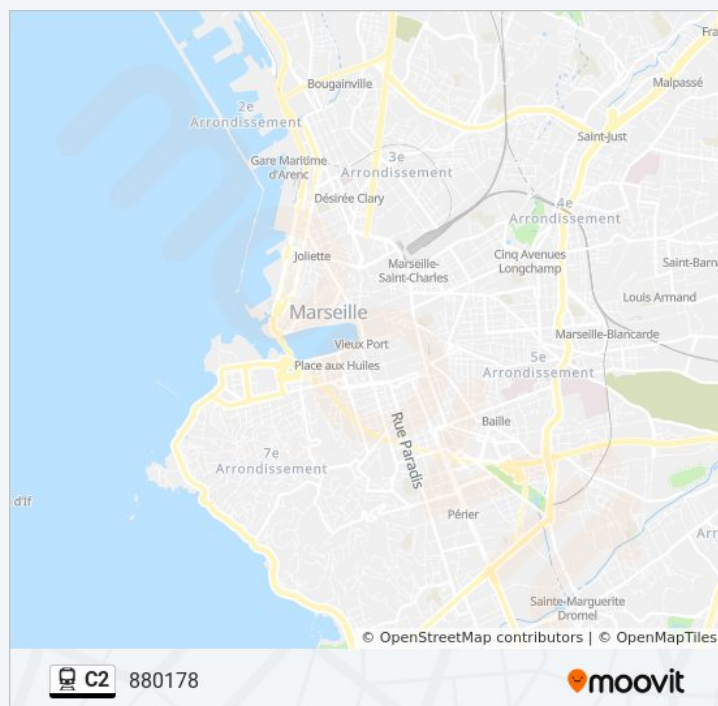 Fra
Bougainville
Malpassé
2e
Arrondissement
Saint-Just
3e
Arrondissement
Gare Maritime
d'Arenc
Désirée Clary
4e
Arrondissement
Joliette
Marseille-
Saint-Charles
Cinq Avenues
Longchamp
Saint-Barn
Louis Armand
Marseille
Marseille-Blancarde
Vieux Port
5e
Arrondissement
Place aux Huiles
Rue Paradis
Baille
7e
Arrondissement
d'If
Périer
Arr
Sainte-Marguerite
Dromel
© OpenStreetMap contributors | © OpenMapTiles
C2 880178
moovit